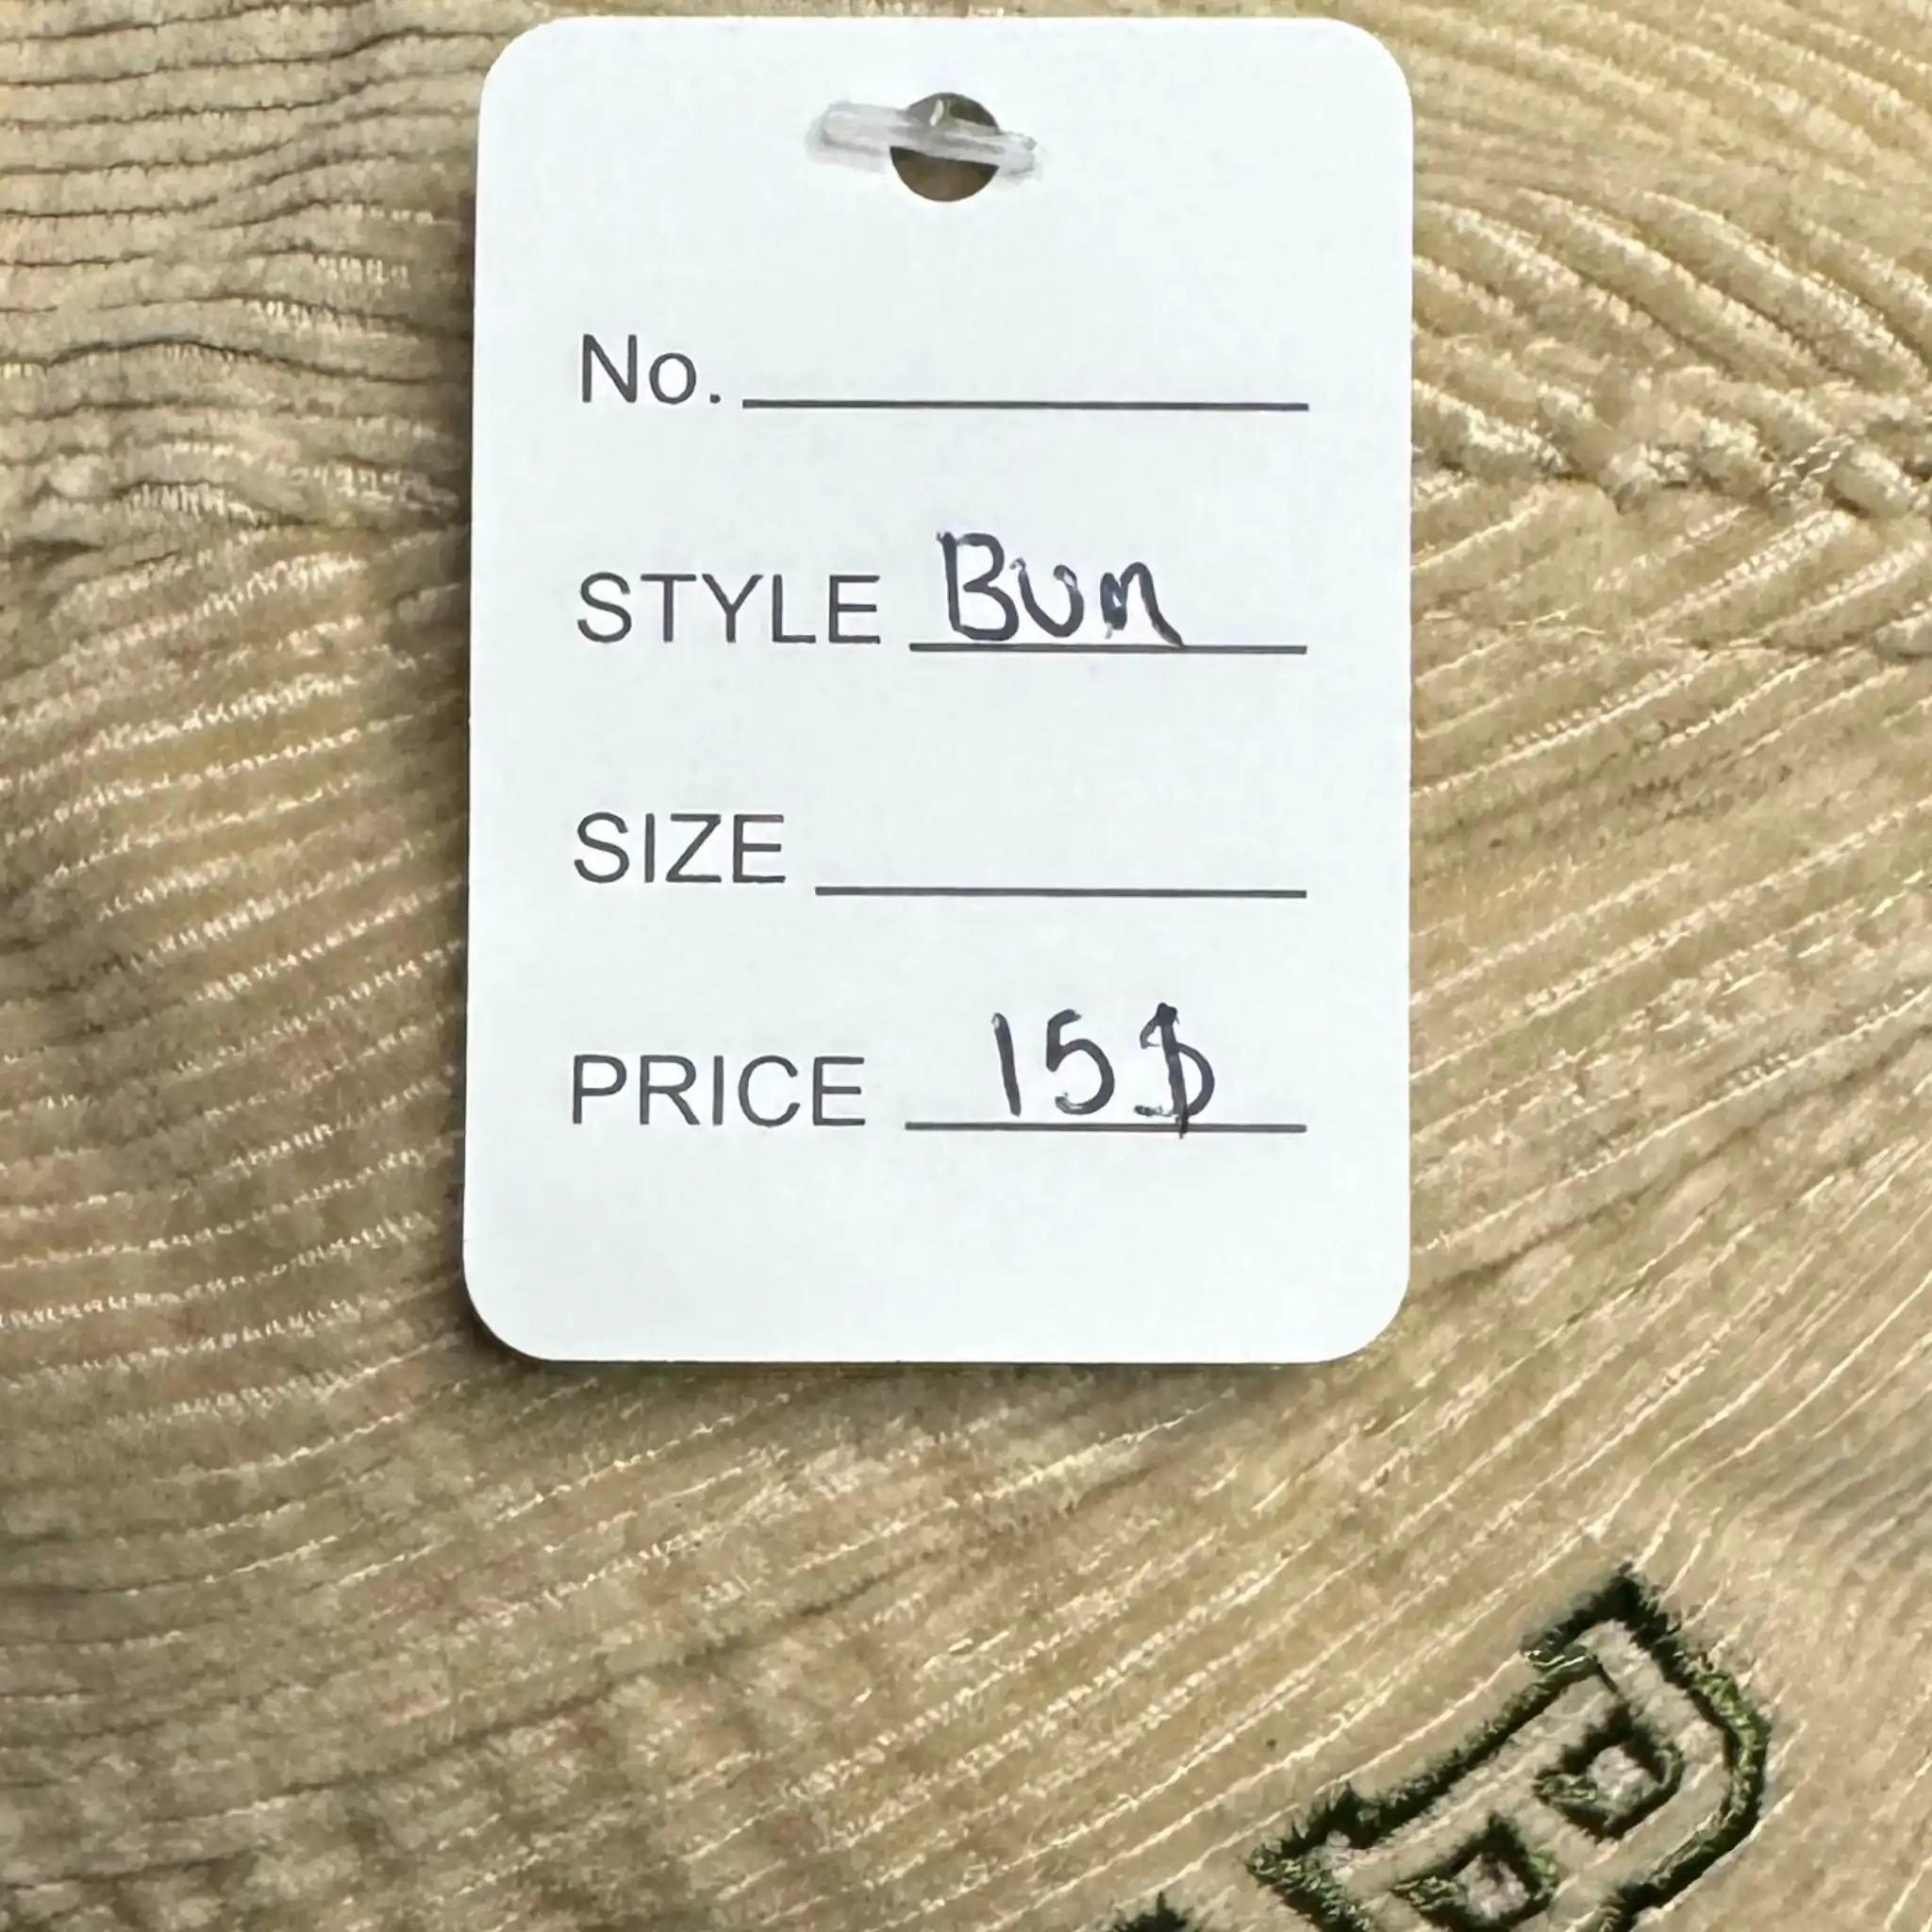 No.
STYLE Bun
SIZE
PRICE 15$
B